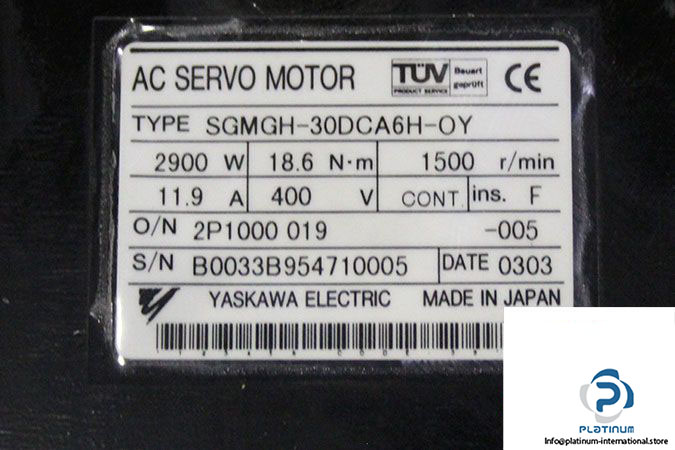 AC SERVO MOTOR TÜV PRODUCT SERVICE Bauart geprüft CE
TYPE SGMGH-30DCA6H-OY
2900 W 18.6 N·m 1500 r/min
11.9 A 400 V CONT. ins. F
O/N 2P1000 019 -005
S/N B0033B954710005 DATE 0303
YASKAWA ELECTRIC MADE IN JAPAN
PLATINUM
Info@platinum-international.store